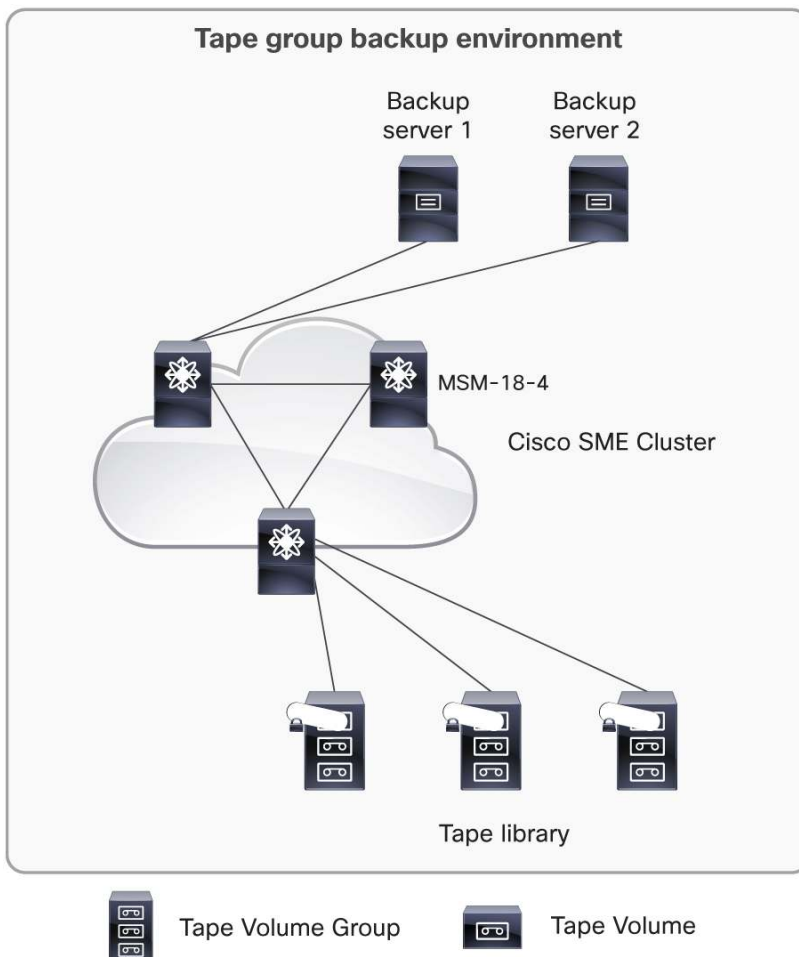 Tape group backup environment
Backup
server 1
Backup
server 2
MSM-18-4
Cisco SME Cluster
Tape library
Tape Volume Group
Tape Volume